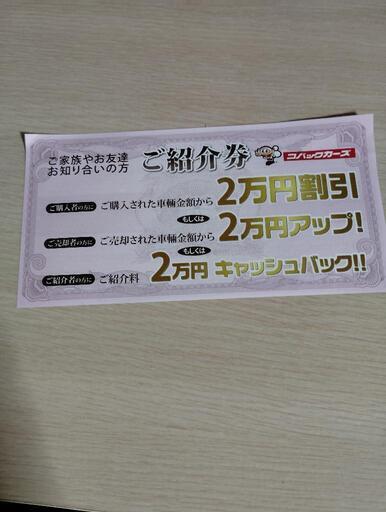 ご家族やお友達
お知り合いの方
ご紹介券
コバックカーズ
ご購入者の方に ご購入された車輛金額から 2万円割引
もしくは
ご売却者の方に ご売却された車輛金額から 2万円アップ!
もしくは
ご紹介者の方に ご紹介料 2万円 キャッシュバック!!